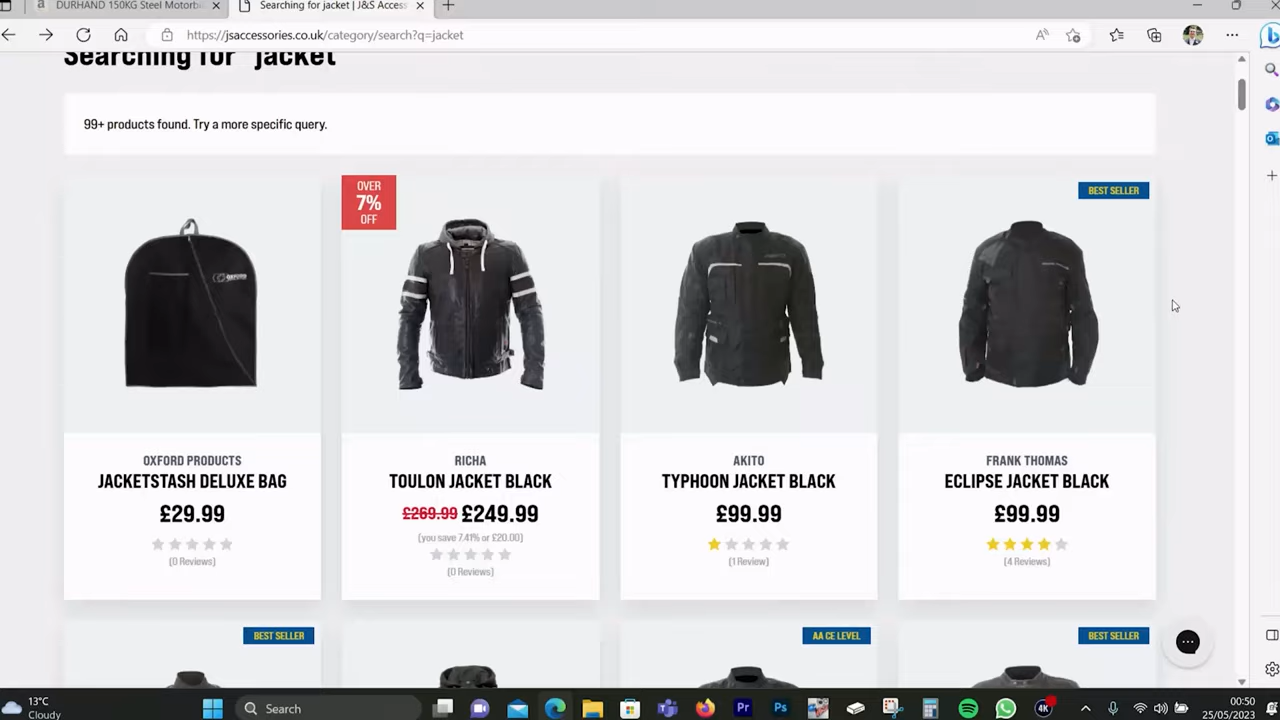 DURHAND 150KG Steel Motorbi
Searching for jacket | J&S Access
https://jsaccessories.co.uk/category/search?q=jacket
Searching for "jacket"
99+ products found. Try a more specific query.
OVER
7%
OFF
BEST SELLER
OXFORD
OXFORD PRODUCTS
JACKETSTASH DELUXE BAG
£29.99
(0 Reviews)
RICHA
TOULON JACKET BLACK
£269.99 £249.99
(you save 7.41% or £20.00)
(0 Reviews)
AKITO
TYPHOON JACKET BLACK
£99.99
(1 Review)
FRANK THOMAS
ECLIPSE JACKET BLACK
£99.99
(4 Reviews)
BEST SELLER
AA CE LEVEL
BEST SELLER
13°C
Cloudy
Search
Pr
Ps
4K
00:50
25/05/2023